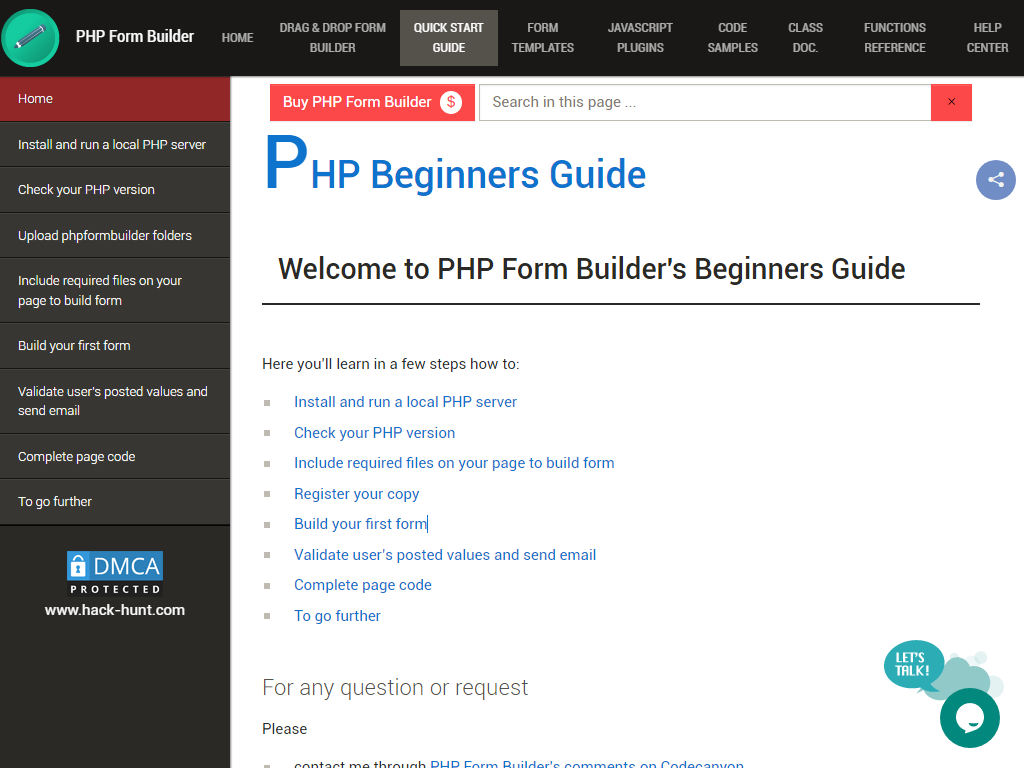 PHP Form Builder
HOME
DRAG & DROP FORM
BUILDER
QUICK START
GUIDE
FORM
TEMPLATES
JAVASCRIPT
PLUGINS
CODE
SAMPLES
CLASS
DOC.
FUNCTIONS
REFERENCE
HELP
CENTER
Home
Install and run a local PHP server
Check your PHP version
Upload phpformbuilder folders
Include required files on your
page to build form
Build your first form
Validate user's posted values and
send email
Complete page code
To go further
DMCA
PROTECTED
www.hack-hunt.com
Buy PHP Form Builder $
Search in this page ...
×
PHP Beginners Guide
Welcome to PHP Form Builder's Beginners Guide
Here you'll learn in a few steps how to:
Install and run a local PHP server
Check your PHP version
Include required files on your page to build form
Register your copy
Build your first form
Validate user's posted values and send email
Complete page code
To go further
For any question or request
Please
contact me through PHP Form Builder's comments on Codecanyon
LET'S
TALK!